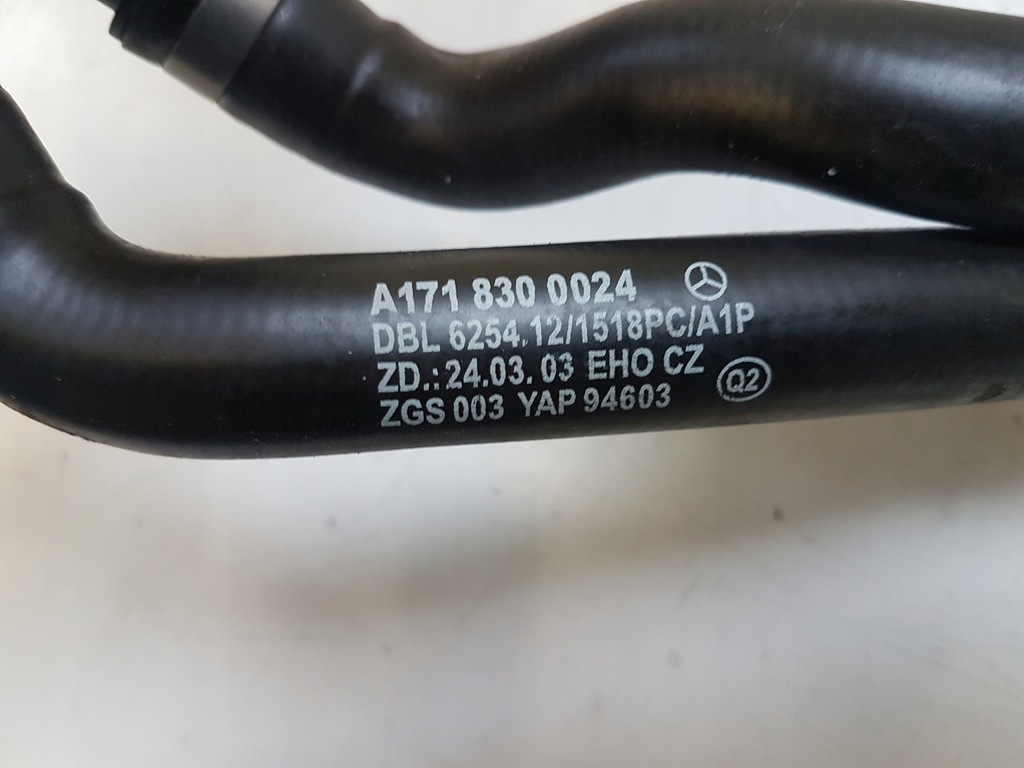 A171 830 0024
DBL 6254.12/1518PC/A1P
ZD.:24.03.03 EHO CZ
Q2
ZGS 003 YAP 94603